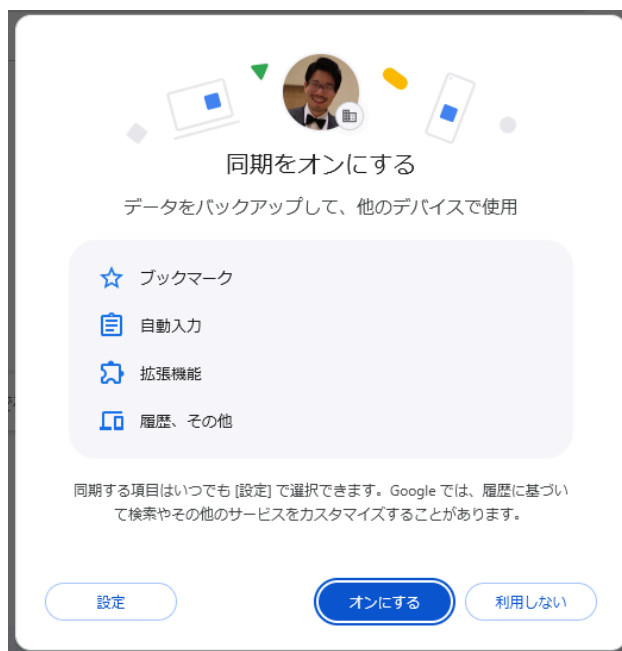 同期をオンにする
データをバックアップして、他のデバイスで使用
ブックマーク
自動入力
拡張機能
履歴、その他
同期する項目はいつでも [設定] で選択できます。Google では、履歴に基づい
て検索やその他のサービスをカスタマイズすることがあります。
設定
オンにする
利用しない